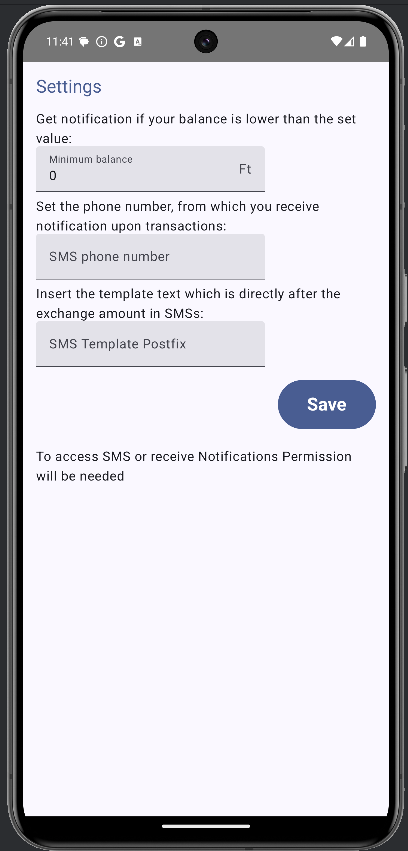 11:41
Settings
Get notification if your balance is lower than the set
value:
Minimum balance
0
Ft
Set the phone number, from which you receive
notification upon transactions:
SMS phone number
Insert the template text which is directly after the
exchange amount in SMSs:
SMS Template Postfix
Save
To access SMS or receive Notifications Permission
will be needed